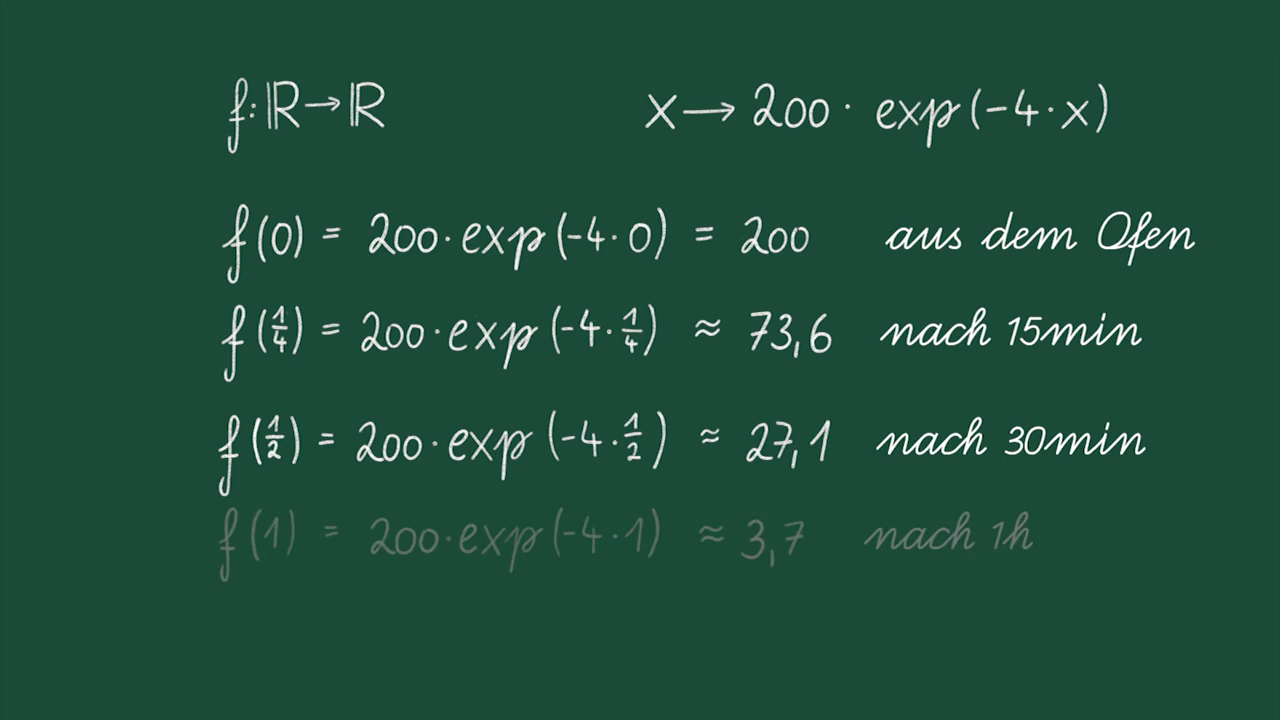 f: ℝ → ℝ x → 200 · exp(-4 · x)
f(0) = 200 · exp(-4 · 0) = 200 aus dem Ofen
f(1/4) = 200 · exp(-4 · 1/4) ≈ 73,6 nach 15min
f(1/2) = 200 · exp(-4 · 1/2) ≈ 27,1 nach 30min
f(1) = 200 · exp(-4 · 1) ≈ 3,7 nach 1h